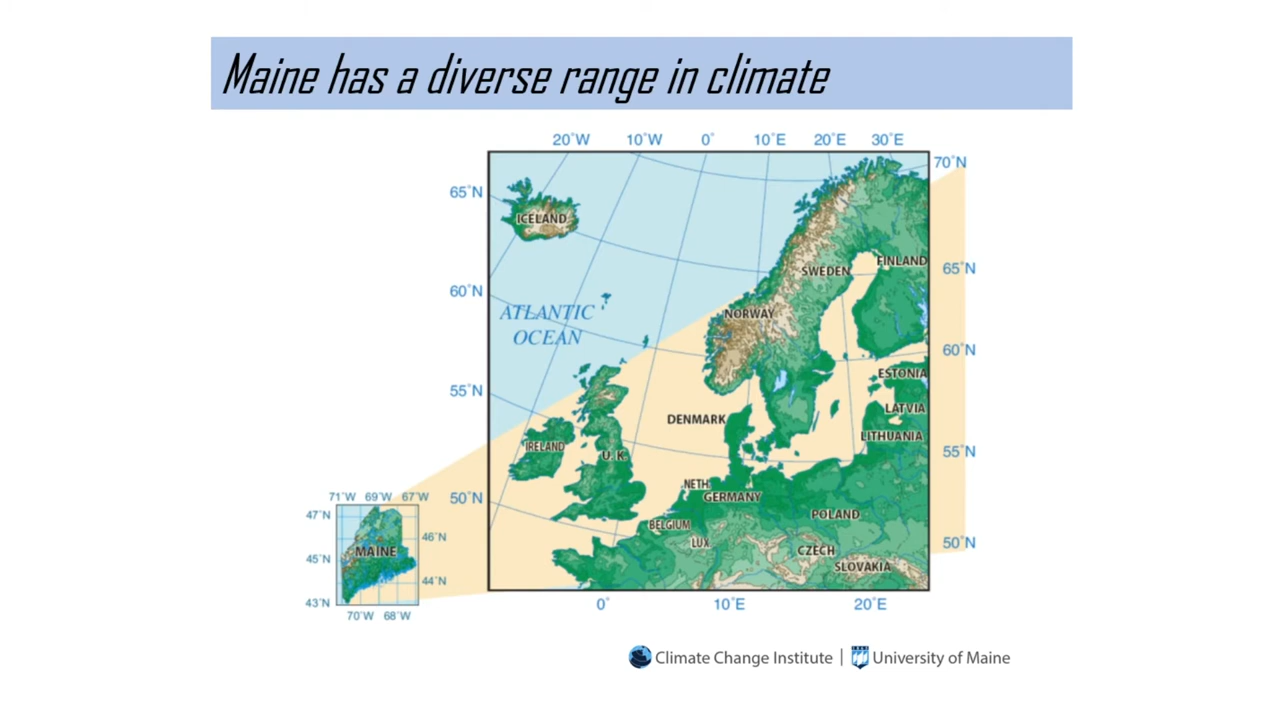 Maine has a diverse range in climate
20°W 10°W 0° 10°E 20°E 30°E
70°N
65°N
ICELAND
FINLAND
65°N
SWEDEN
60°N
ATLANTIC
OCEAN
NORWAY
60°N
ESTONIA
55°N
LATVIA
DENMARK
LITHUANIA
IRELAND
U.K.
55°N
NETH
GERMANY
50°N
71°W 69°W 67°W
47°N
POLAND
BELGIUM
46°N
LUX
50°N
MAINE
CZECH
45°N
SLOVAKIA
44°N
43°N
0° 10°E 20°E
70°W 68°W
Climate Change Institute | University of Maine